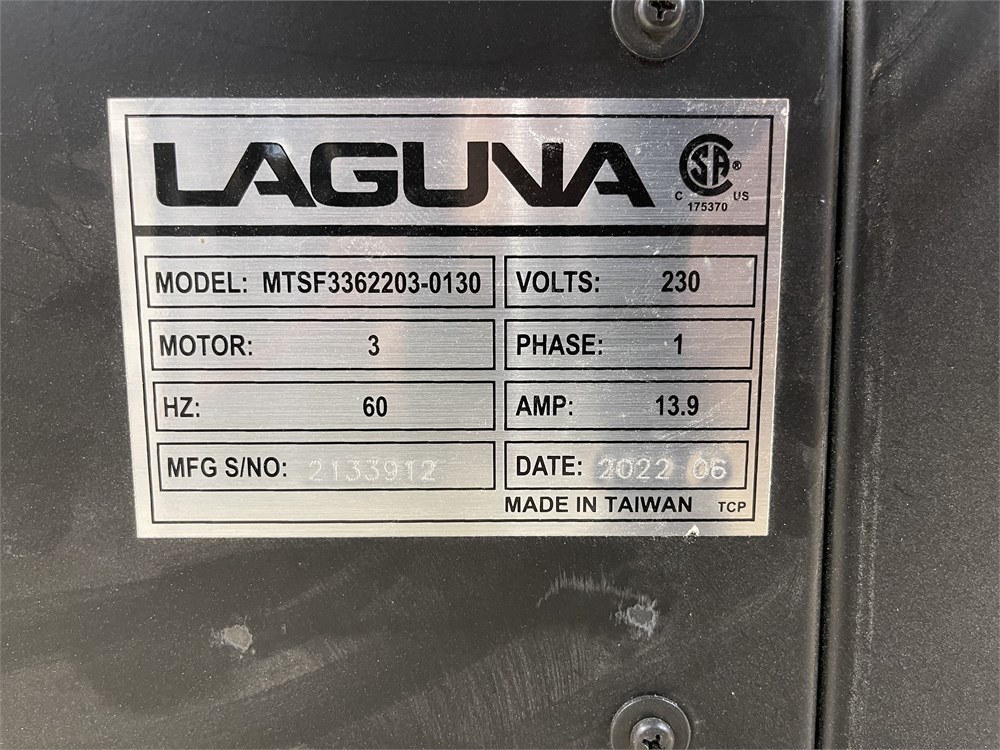 LAGUNA
CSA®
C US
175370
MODEL: MTSF3362203-0130
VOLTS: 230
MOTOR: 3
PHASE: 1
HZ: 60
AMP: 13.9
MFG S/NO: 2133912
DATE: 2022 06
MADE IN TAIWAN TCP